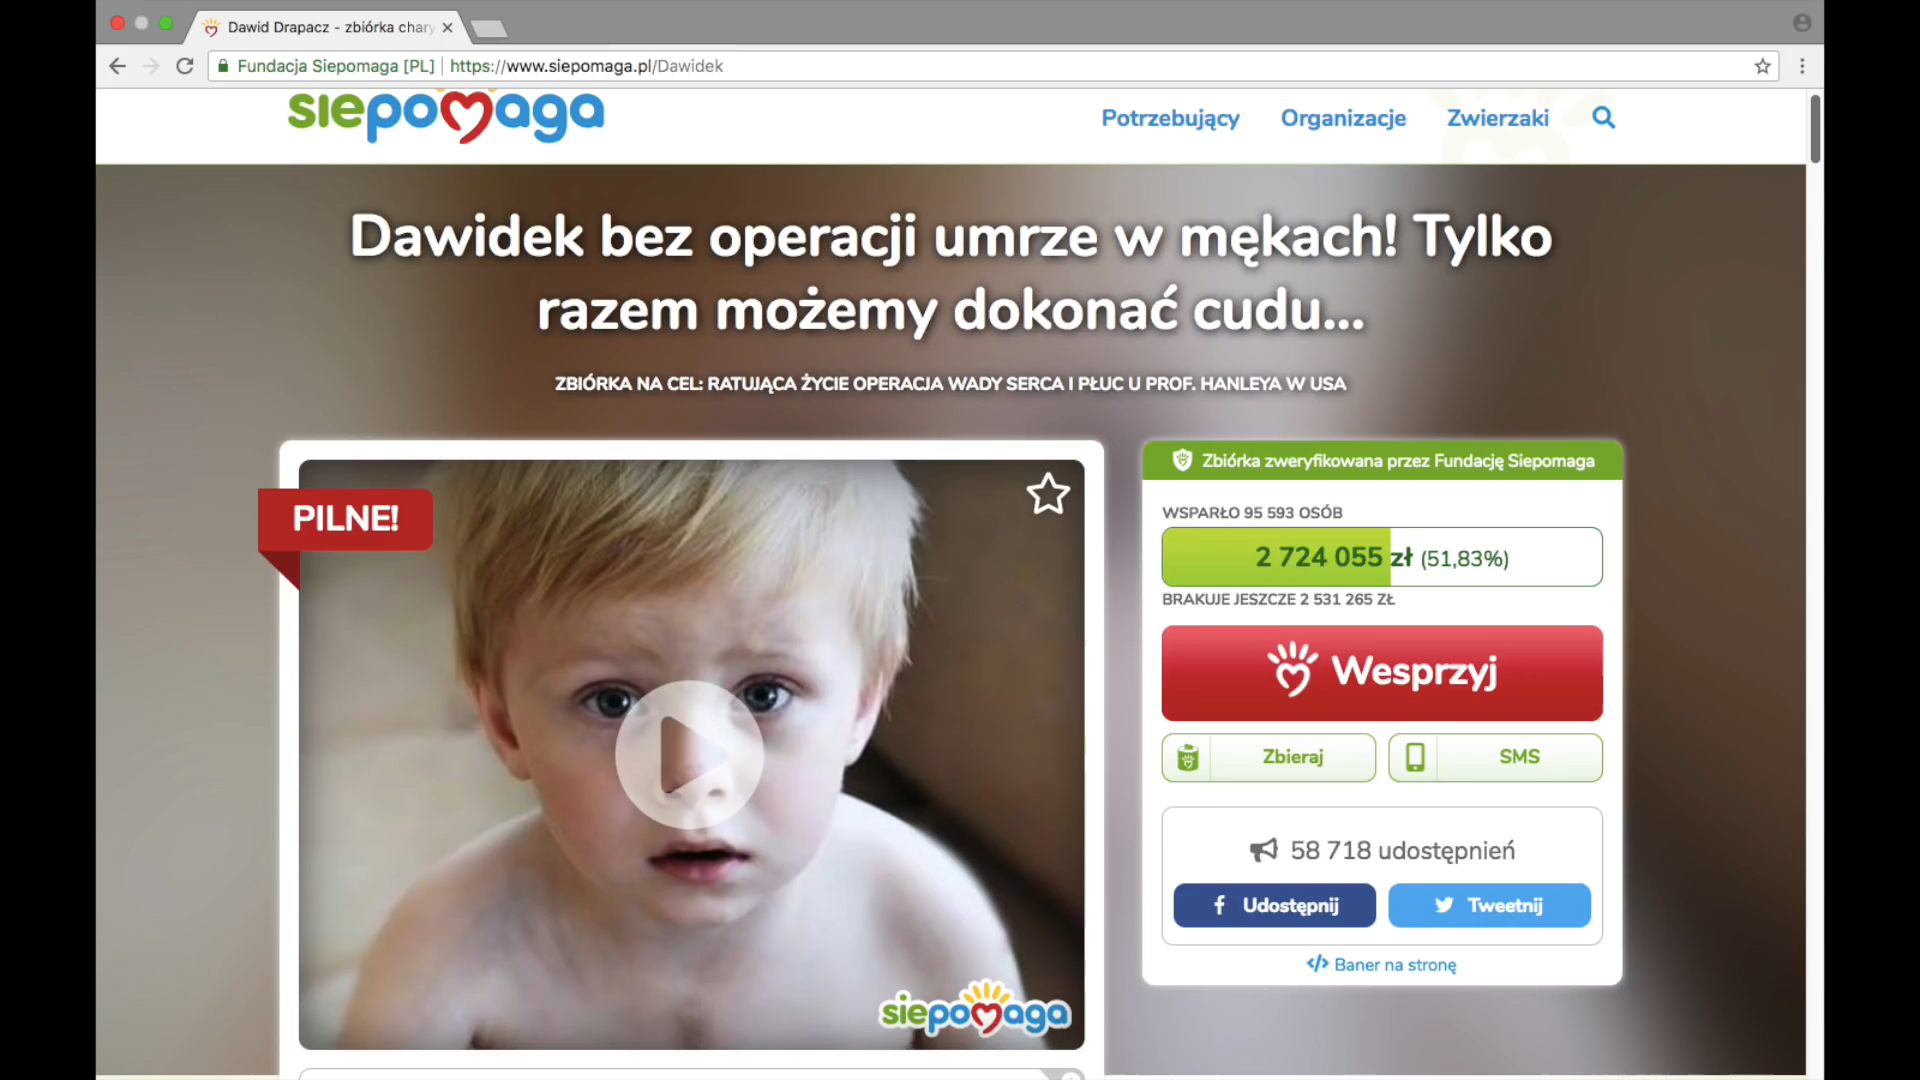 Dawid Drapacz - zbiórka chary
Fundacja Siepomaga [PL] https://www.siepomaga.pl/Dawidek
siepomaga
Potrzebujący Organizacje Zwierzaki
Dawidek bez operacji umrze w mękach! Tylko
razem możemy dokonać cudu...
ZBIÓRKA NA CEL: RATUJĄCA ŻYCIE OPERACJA WADY SERCA I PŁUC U PROF. HANLEYA W USA
PILNE!
siepomaga
Zbiórka zweryfikowana przez Fundację Siepomaga
WSPARŁO 95 593 OSÓB
2 724 055 zł (51,83%)
BRAKUJE JESZCZE 2 531 265 ZŁ
Wesprzyj
Zbieraj SMS
58 718 udostępnień
Udostępnij Tweetnij
Baner na stronę